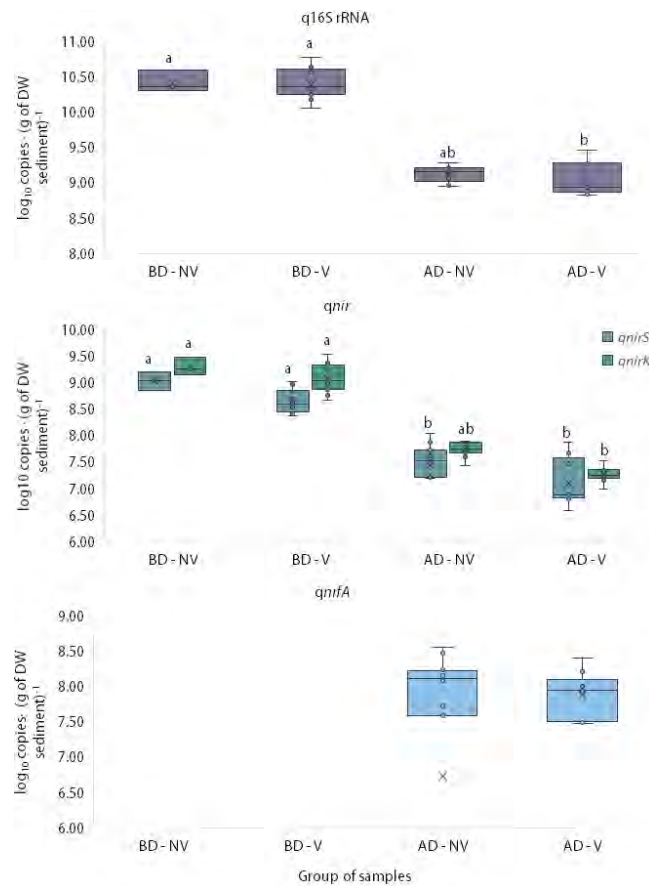 q16S rRNA
log₁₀ copies · (g of DW
sediment)⁻¹
11.00
10.50
10.00
9.50
9.00
8.50
8.00
a
a
ab
b
BD - NV
BD - V
AD - NV
AD - V
qnir
log10 copies · (g of DW
sediment)⁻¹
10.00
9.50
9.00
8.50
8.00
7.50
7.00
6.50
6.00
a
a
a
a
b
ab
b
b
qnirS
qnirK
BD - NV
BD - V
AD - NV
AD - V
qnrfA
log₁₀ copies· (g of DW
sediment)⁻¹
9.00
8.50
8.00
7.50
7.00
6.50
6.00
BD - NV
BD - V
AD - NV
AD - V
Group of samples